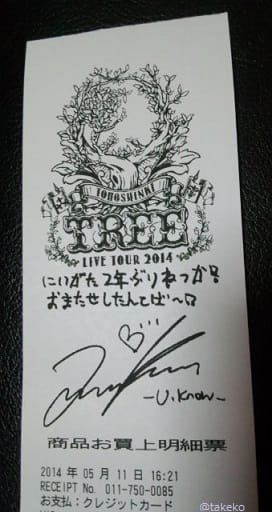 TOHOSHINKI
TREE
LIVE TOUR 2014
にいがた2年ぶりねっか!
おまたせしたんてば〜
-U.Know-
商品お買上明細票
2014 年 05 月 11 日 16:21
RECEIPT No. 011-750-0085
お支払:クレジットカード
@takeko